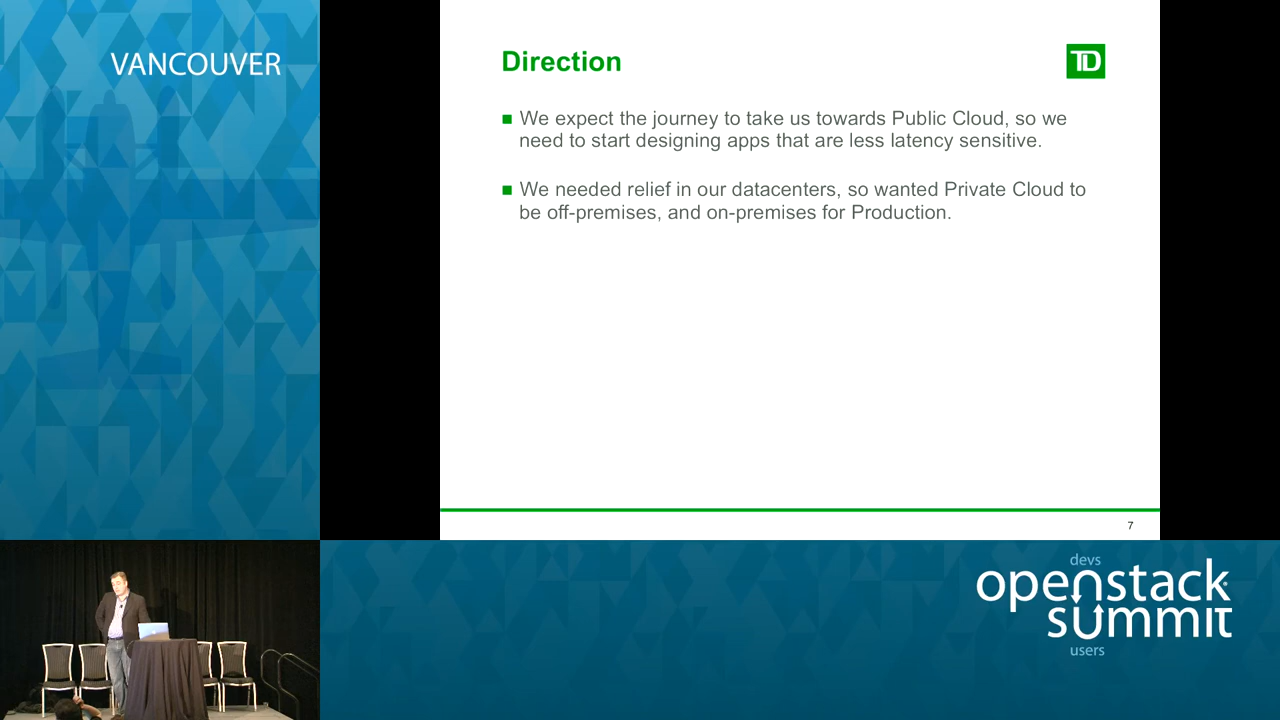 VANCOUVER
Direction
TD
■ We expect the journey to take us towards Public Cloud, so we
need to start designing apps that are less latency sensitive.
■ We needed relief in our datacenters, so wanted Private Cloud to
be off-premises, and on-premises for Production.
7
devs
openstack
summit
users